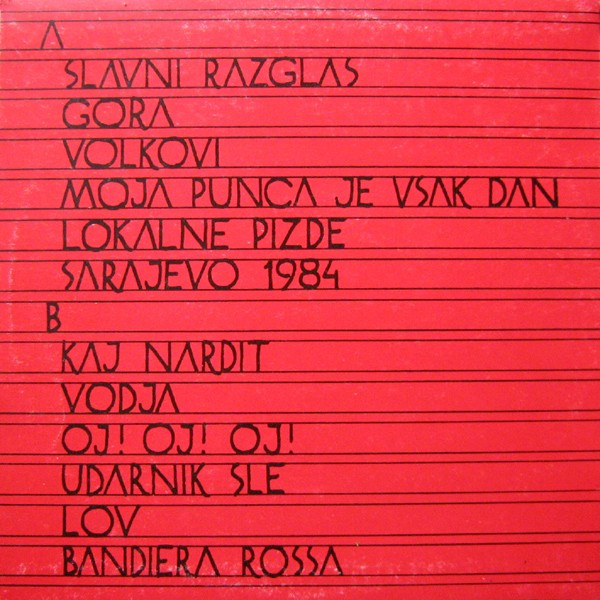 A
SLAVNI RAZGLAS
GORA
VOLKOVI
MOJA PUNCA JE VSAK DAN
LOKALNE PIZDE
SARAJEVO 1984
B
KAJ NARDIT
VODJA
OJ! OJ! OJ!
UDARNIK SLE
LOV
BANDIERA ROSSA